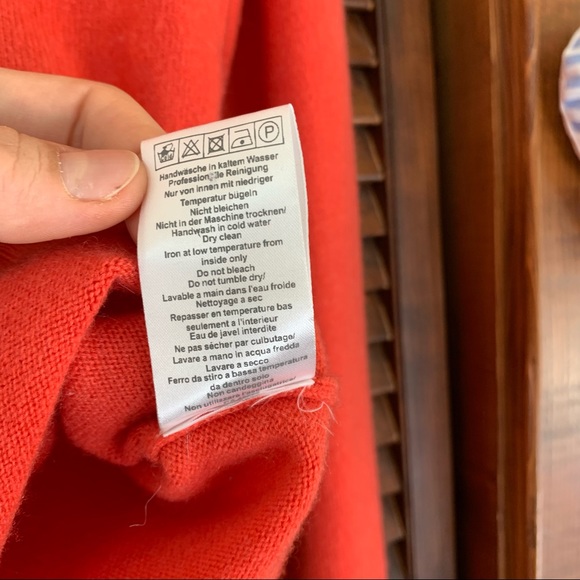 P
Handwäsche in kaltem Wasser
Professionelle Reinigung
Nur von innen mit niedriger
Temperatur bügeln
Nicht bleichen
Nicht in der Maschine trocknen/
Handwash in cold water
Dry clean
Iron at low temperature from
inside only
Do not bleach
Do not tumble dry/
Lavable a main dans l'eau froide
Nettoyage a sec
Repasser en temperature bas
seulement a l'interieur
Eau de javel interdite
Ne pas sécher par culbutage/
Lavare a mano in acqua fredda
Lavare a secco
Ferro da stiro a bassa temperatura
da dentro solo
Non candeggina
Non utilizzare